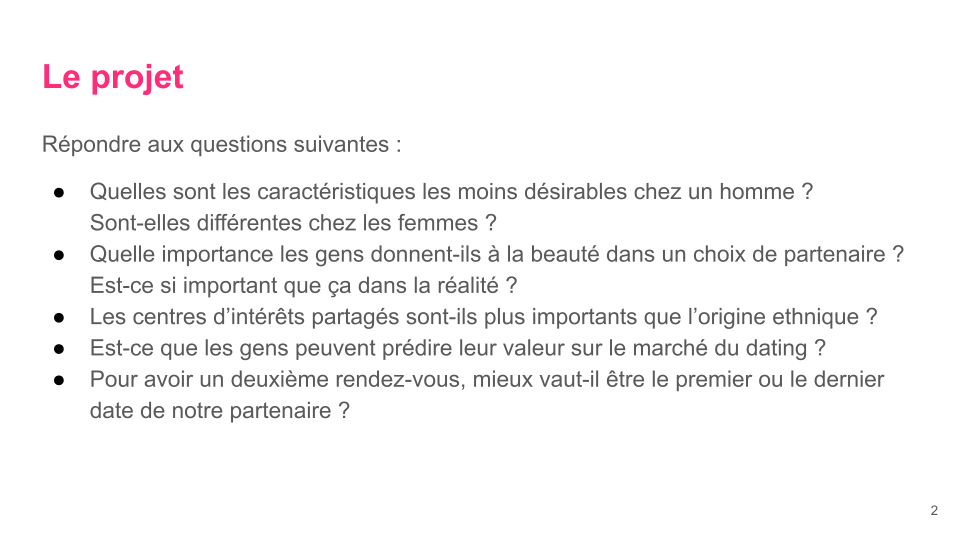 Le projet
Répondre aux questions suivantes :
● Quelles sont les caractéristiques les moins désirables chez un homme ?
Sont-elles différentes chez les femmes ?
● Quelle importance les gens donnent-ils à la beauté dans un choix de partenaire ?
Est-ce si important que ça dans la réalité ?
● Les centres d’intérêts partagés sont-ils plus importants que l’origine ethnique ?
● Est-ce que les gens peuvent prédire leur valeur sur le marché du dating ?
● Pour avoir un deuxième rendez-vous, mieux vaut-il être le premier ou le dernier
date de notre partenaire ?
2